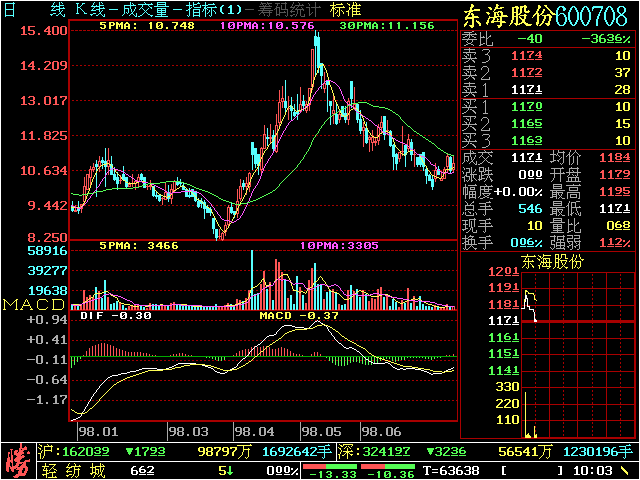 日 线 K线-成交量-指标(1)-筹码统计 标准
东海股份600708
5PMA: 10.748 10PMA:10.576 30PMA:11.156
15.400
14.209
13.017
11.825
10.634
9.442
8.250
委比 -40 -3636%
卖3 1174 10
卖2 1172 37
卖1 1171 28
买1 1170 10
买2 1165 15
买3 1163 10
成交 1171 均价 1184
涨跌 000 开盘 1179
幅度+0.00% 最高 1195
总手 546 最低 1171
现手 10 量比 068
换手 006% 强弱 112%
5PMA: 3466 10PMA:3305
58916
39277
19638
MACD
DIF -0.30 MACD -0.37
+0.94
+0.41
-0.11
-0.64
-1.17
98.01 98.03 98.04 98.05 98.06
东海股份
1201
1191
1181
1171
1161
1151
1141
330
220
110
胜
沪:162039 ▼1793 98797万 1692642手 深:324197 ▼3236 56541万 1230196手
轻纺城 662 5↓ 000% -13.33 -10.36 T=63638 [ ] 10:03